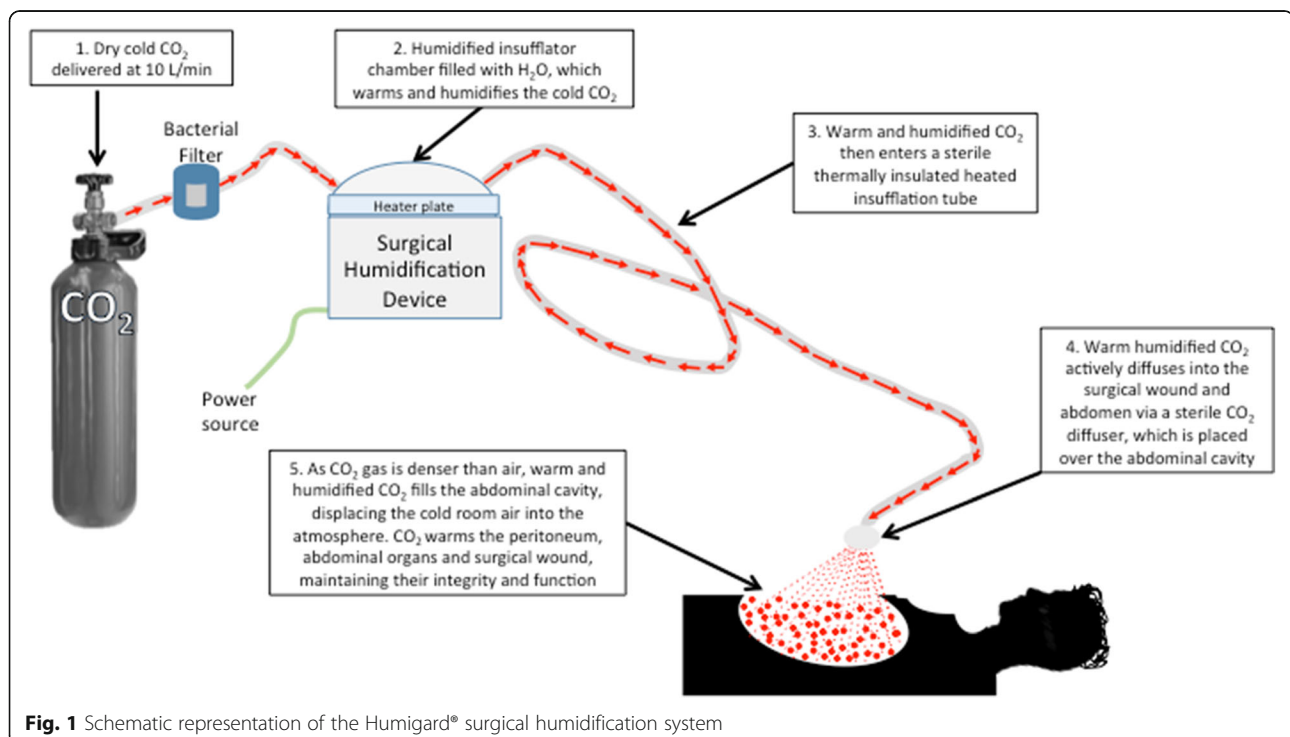 1. Dry cold CO₂
delivered at 10 L/min
2. Humidified insufflator
chamber filled with H₂O, which
warms and humidifies the cold CO₂
Bacterial
Filter
3. Warm and humidified CO₂
then enters a sterile
thermally insulated heated
insufflation tube
Heater plate
Surgical
Humidification
Device
CO₂
Power
source
4. Warm humidified CO₂
actively diffuses into the
surgical wound and
abdomen via a sterile CO₂
diffuser, which is placed
over the abdominal cavity
5. As CO₂ gas is denser than air, warm and
humidified CO₂ fills the abdominal cavity,
displacing the cold room air into the
atmosphere. CO₂ warms the peritoneum,
abdominal organs and surgical wound,
maintaining their integrity and function
Fig. 1 Schematic representation of the Humigard® surgical humidification system